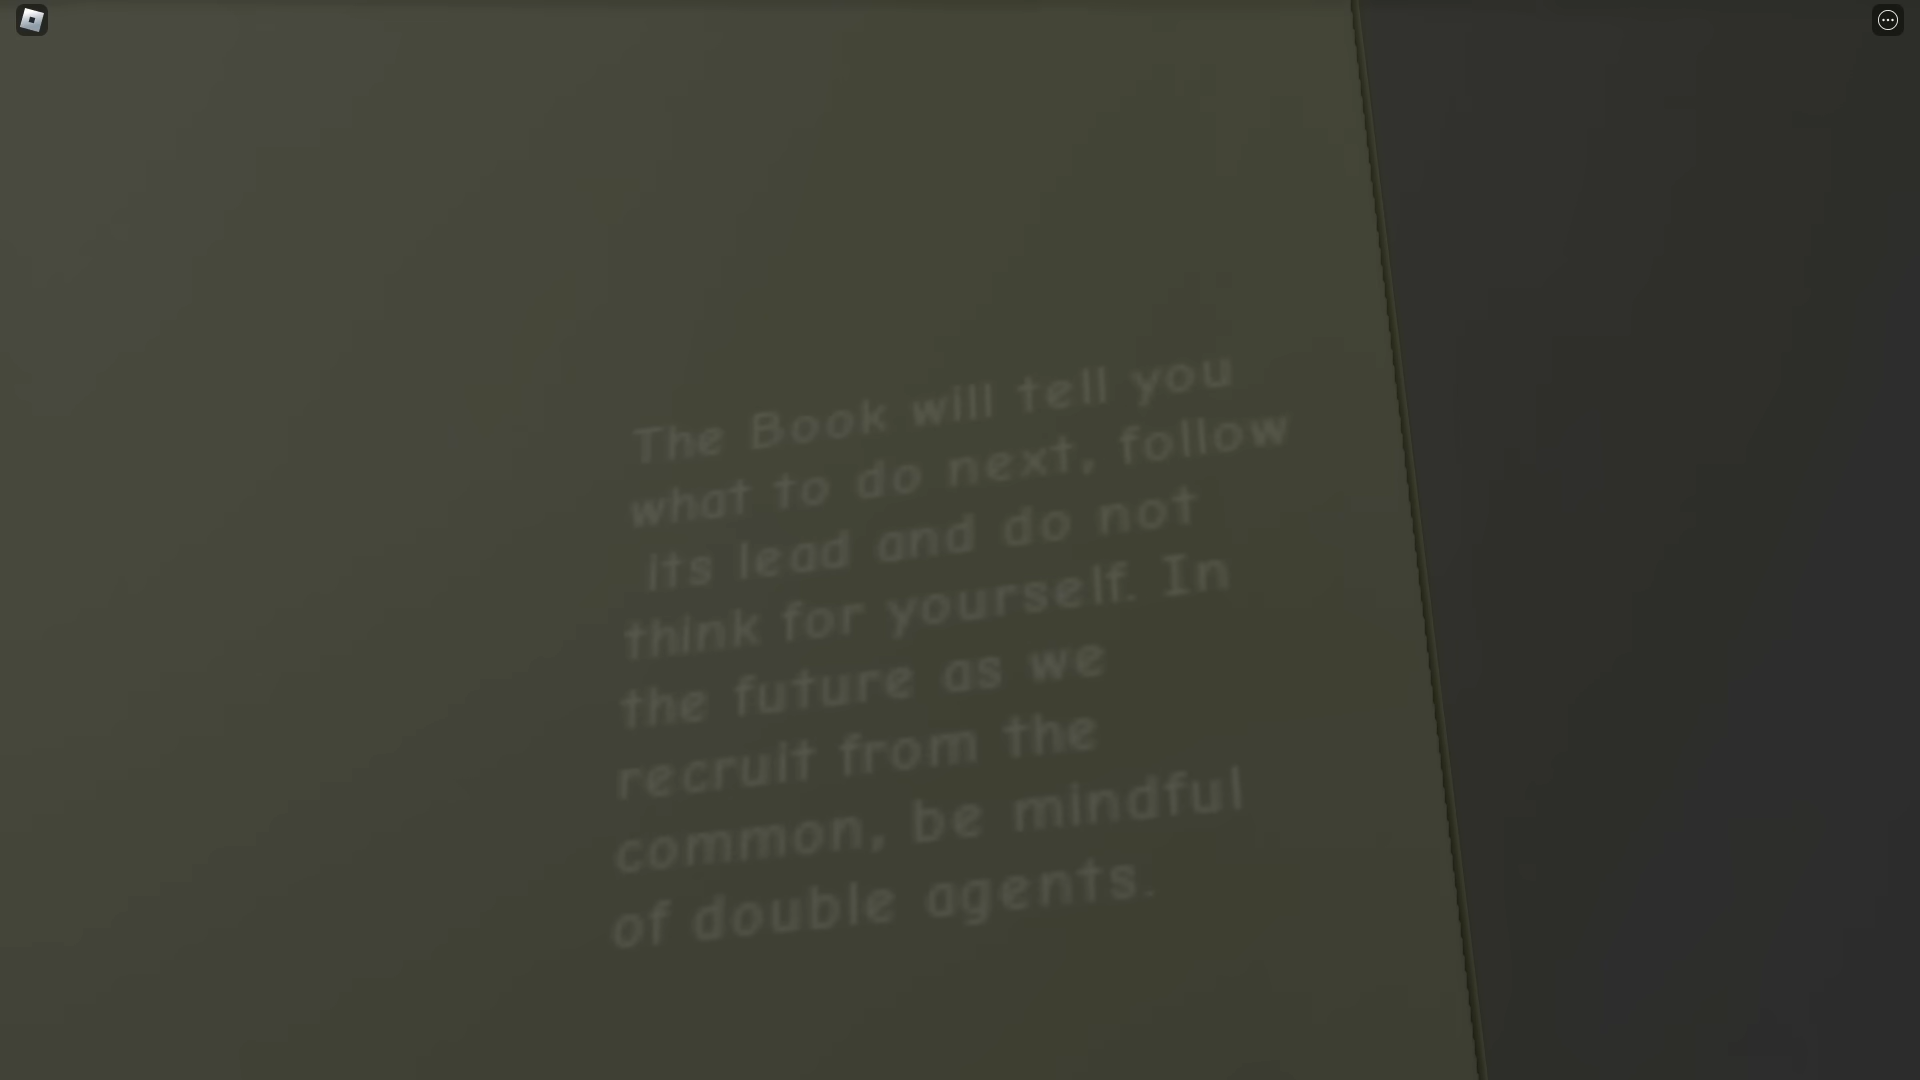 The Book will tell you
what to do next, follow
its lead and do not
think for yourself. In
the future as we
recruit from the
common, be mindful
of double agents.